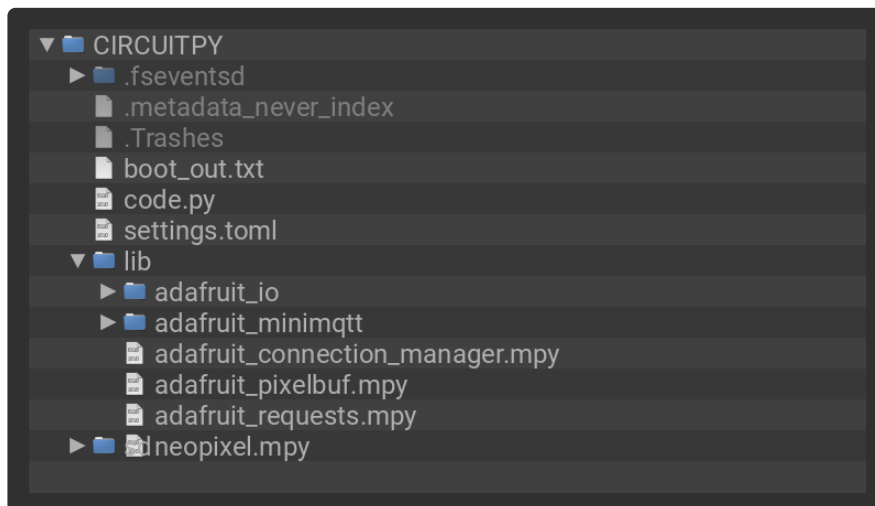 CIRCUITPY
.fseventsd
.metadata_never_index
.Trashes
boot_out.txt
code.py
settings.toml
lib
adafruit_io
adafruit_minimqtt
adafruit_connection_manager.mpy
adafruit_pixelbuf.mpy
adafruit_requests.mpy
sd neopixel.mpy